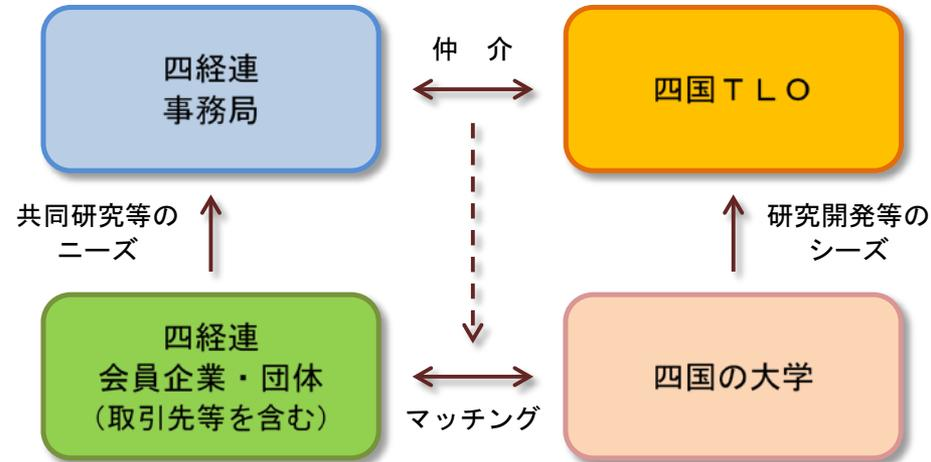 四経連
事務局
仲　介
四国ＴＬＯ
共同研究等の
ニーズ
研究開発等の
シーズ
四経連
会員企業・団体
（取引先等を含む）
マッチング
四国の大学